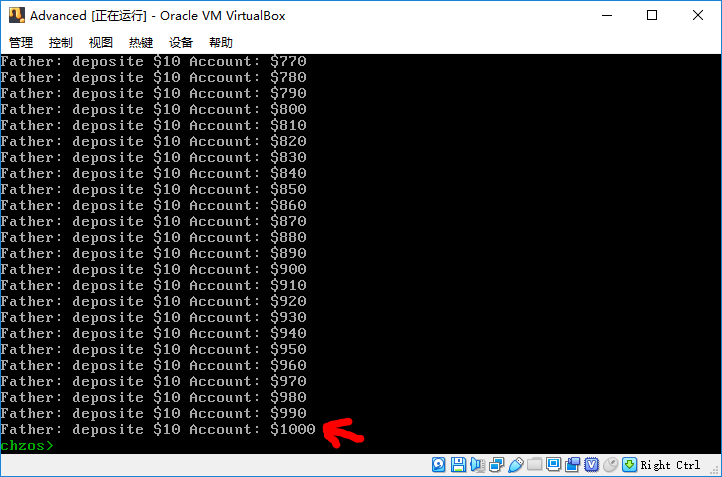 Advanced [正在运行] - Oracle VM VirtualBox
管理 控制 视图 热键 设备 帮助
Father: deposite $10 Account: $770
Father: deposite $10 Account: $780
Father: deposite $10 Account: $790
Father: deposite $10 Account: $800
Father: deposite $10 Account: $810
Father: deposite $10 Account: $820
Father: deposite $10 Account: $830
Father: deposite $10 Account: $840
Father: deposite $10 Account: $850
Father: deposite $10 Account: $860
Father: deposite $10 Account: $870
Father: deposite $10 Account: $880
Father: deposite $10 Account: $890
Father: deposite $10 Account: $900
Father: deposite $10 Account: $910
Father: deposite $10 Account: $920
Father: deposite $10 Account: $930
Father: deposite $10 Account: $940
Father: deposite $10 Account: $950
Father: deposite $10 Account: $960
Father: deposite $10 Account: $970
Father: deposite $10 Account: $980
Father: deposite $10 Account: $990
Father: deposite $10 Account: $1000
chzos>
Right Ctrl